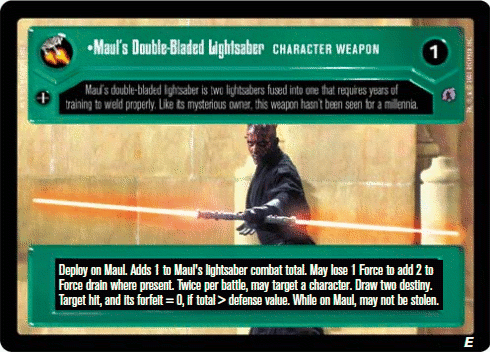 •Maul's Double-Bladed Lightsaber CHARACTER WEAPON 1
Maul's double-bladed lightsaber is two lightsabers fused into one that requires years of
training to wield properly. Like its mysterious owner, this weapon hasn't been seen for a millennia.
Deploy on Maul. Adds 1 to Maul's lightsaber combat total. May lose 1 Force to add 2 to
Force drain where present. Twice per battle, may target a character. Draw two destiny.
Target hit, and its forfeit = 0, if total > defense value. While on Maul, may not be stolen.
E